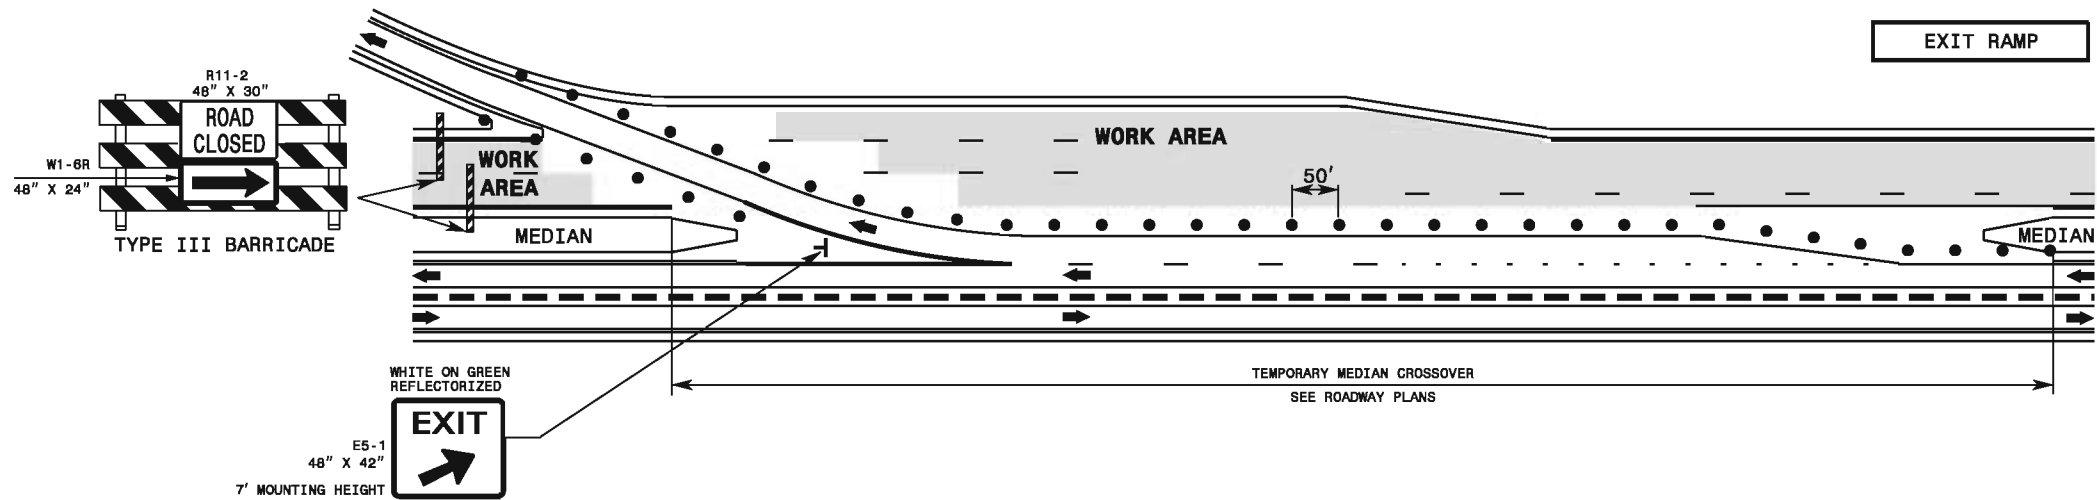 EXIT RAMP
R11-2
48" X 30"
ROAD
CLOSED
W1-6R
48" X 24"
TYPE III BARRICADE
WORK
AREA
MEDIAN
WORK AREA
50'
MEDIAN
TEMPORARY MEDIAN CROSSOVER
SEE ROADWAY PLANS
WHITE ON GREEN
REFLECTORIZED
EXIT
E5-1
48" X 42"
7' MOUNTING HEIGHT